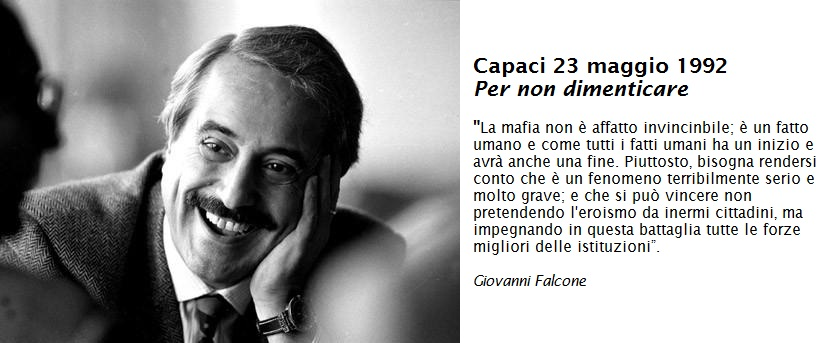 Capaci 23 maggio 1992
Per non dimenticare
"La mafia non è affatto invincinbile; è un fatto
umano e come tutti i fatti umani ha un inizio e
avrà anche una fine. Piuttosto, bisogna rendersi
conto che è un fenomeno terribilmente serio e
molto grave; e che si può vincere non
pretendendo l'eroismo da inermi cittadini, ma
impegnando in questa battaglia tutte le forze
migliori delle istituzioni”.
Giovanni Falcone